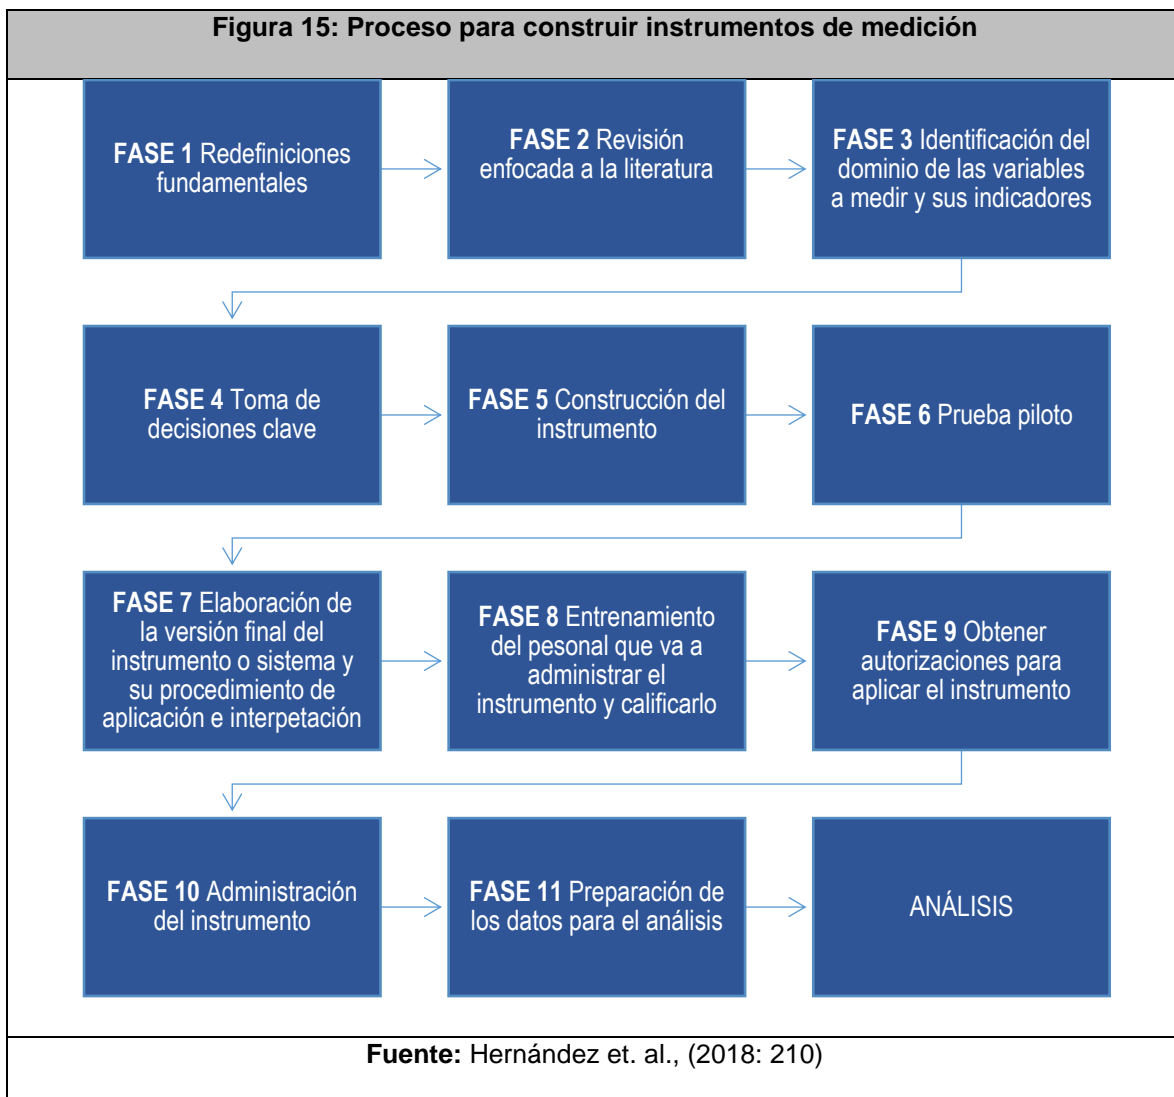 Figura 15: Proceso para construir instrumentos de medición
FASE 1 Redefiniciones
fundamentales
FASE 2 Revisión
enfocada a la literatura
FASE 3 Identificación del
dominio de las variables
a medir y sus indicadores
FASE 4 Toma de
decisiones clave
FASE 5 Construcción del
instrumento
FASE 6 Prueba piloto
FASE 7 Elaboración de
la versión final del
instrumento o sistema y
su procedimiento de
aplicación e interpetación
FASE 8 Entrenamiento
del pesonal que va a
administrar el
instrumento y calificarlo
FASE 9 Obtener
autorizaciones para
aplicar el instrumento
FASE 10 Administración
del instrumento
FASE 11 Preparación de
los datos para el análisis
ANÁLISIS
Fuente: Hernández et. al., (2018: 210)